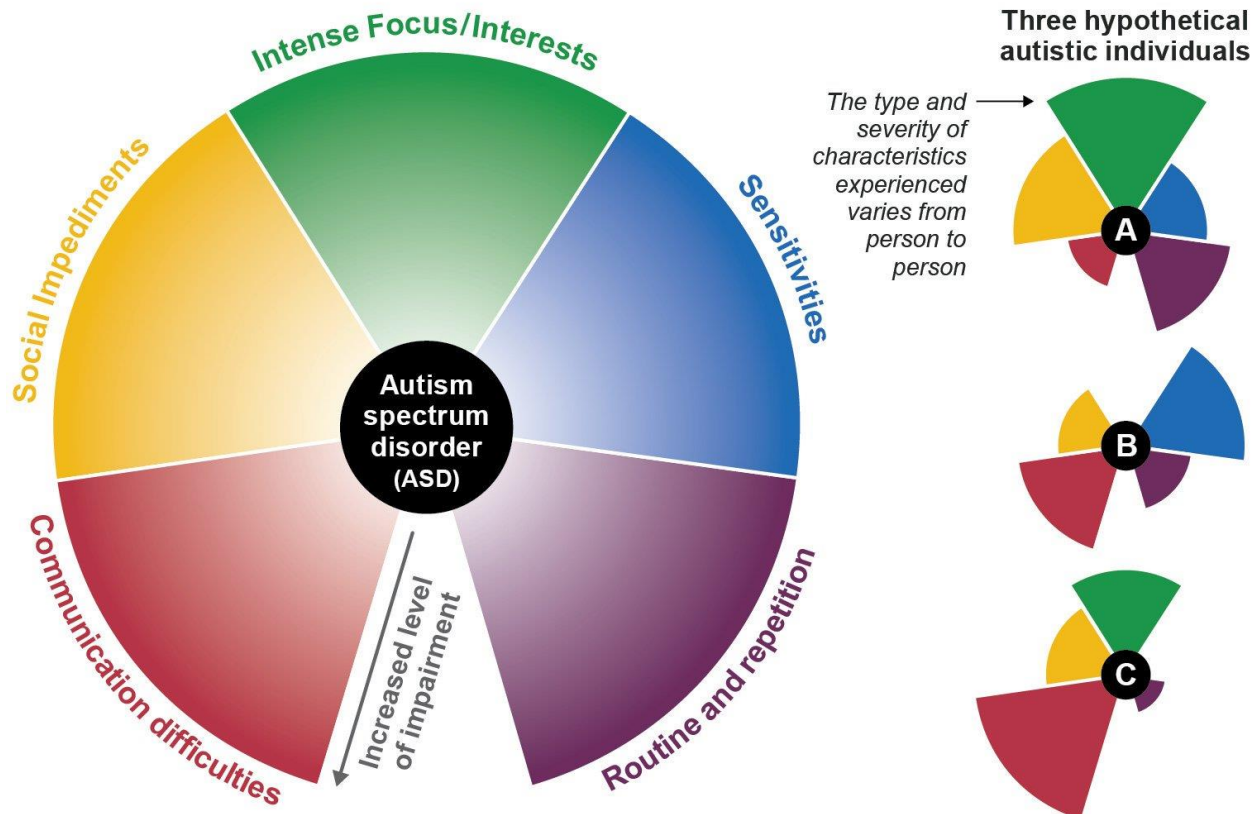 Intense Focus/Interests
Social Impediments
Sensitivities
Communication difficulties
Routine and repetition
Autism
spectrum
disorder
(ASD)
Increased level
of impairment
Three hypothetical
autistic individuals
The type and
severity of
characteristics
experienced
varies from
person to
person
A
B
C